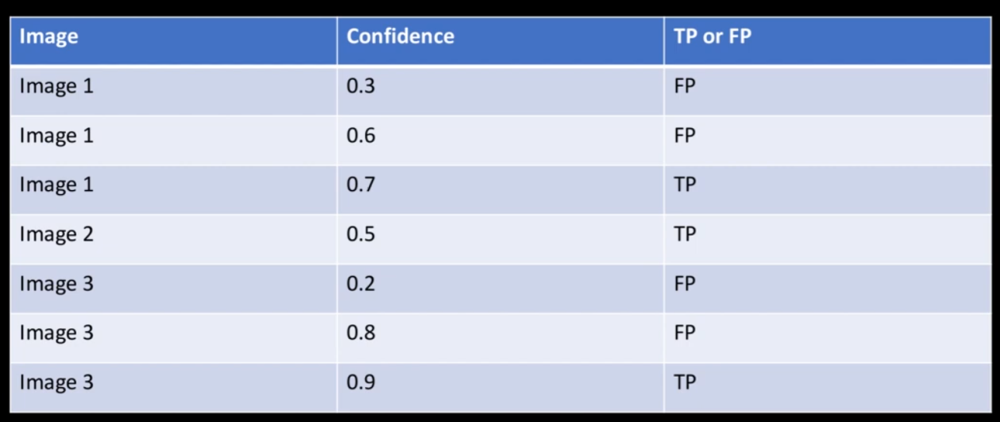 Image Confidence TP or FP
Image 1 0.3 FP
Image 1 0.6 FP
Image 1 0.7 TP
Image 2 0.5 TP
Image 3 0.2 FP
Image 3 0.8 FP
Image 3 0.9 TP